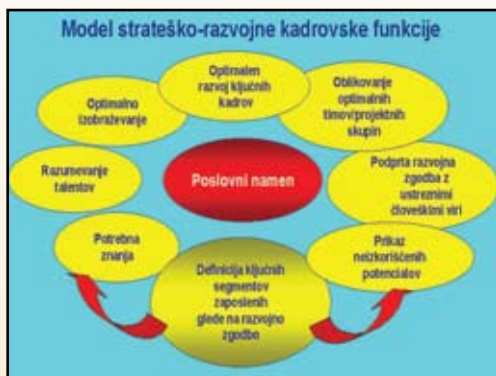 Model strateško-razvojne kadrovske funkcije
Optimalen
razvoj ključnih
kadrov
Oblikovanje
optimalnih
timov/projektnih
skupin
Optimalno
izobraževanje
Razumevanje
talentov
Poslovni namen
Podprta razvojna
zgodba z
ustreznimi
človeškimi viri
Potrebna
znanja
Definicija ključnih
segmentov
zaposlenih
glede na razvojno
zgodbo
Prikaz
neizkoriščenih
potencialov